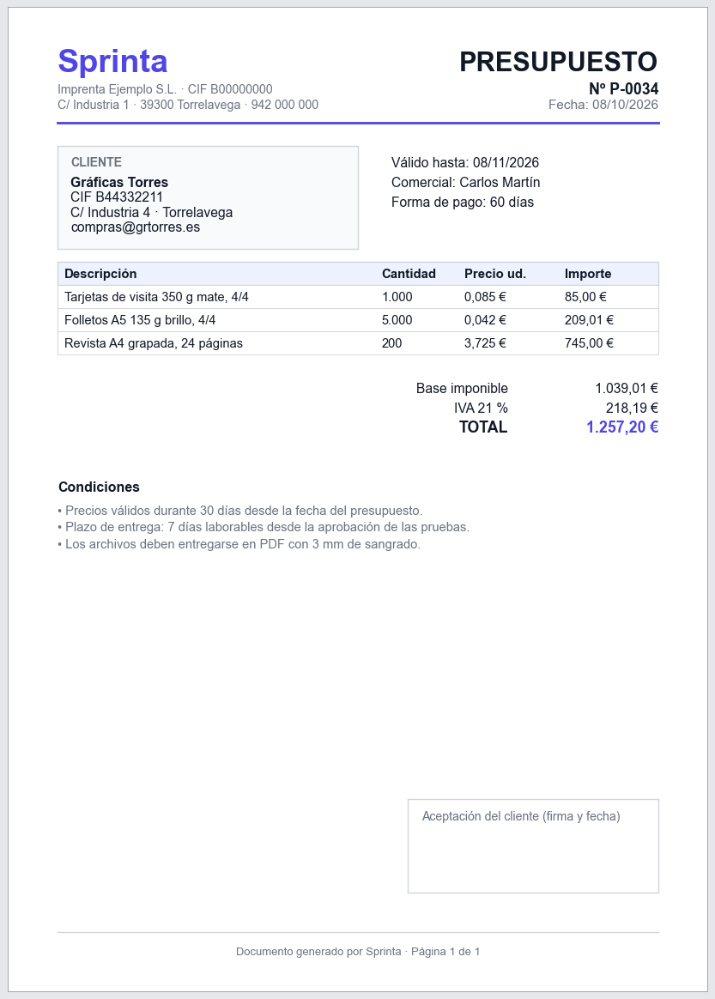 Sprinta
PRESUPUESTO
Imprenta Ejemplo S.L. · CIF B00000000
Nº P-0034
C/ Industria 1 · 39300 Torrelavega · 942 000 000
Fecha: 08/10/2026
CLIENTE
Gráficas Torres
CIF B44332211
C/ Industria 4 · Torrelavega
compras@grtorres.es
Válido hasta: 08/11/2026
Comercial: Carlos Martín
Forma de pago: 60 días
Descripción Cantidad Precio ud. Importe
Tarjetas de visita 350 g mate, 4/4 1.000 0,085 € 85,00 €
Folletos A5 135 g brillo, 4/4 5.000 0,042 € 209,01 €
Revista A4 grapada, 24 páginas 200 3,725 € 745,00 €
Base imponible 1.039,01 €
IVA 21 % 218,19 €
TOTAL 1.257,20 €
Condiciones
• Precios válidos durante 30 días desde la fecha del presupuesto.
• Plazo de entrega: 7 días laborables desde la aprobación de las pruebas.
• Los archivos deben entregarse en PDF con 3 mm de sangrado.
Aceptación del cliente (firma y fecha)
Documento generado por Sprinta · Página 1 de 1